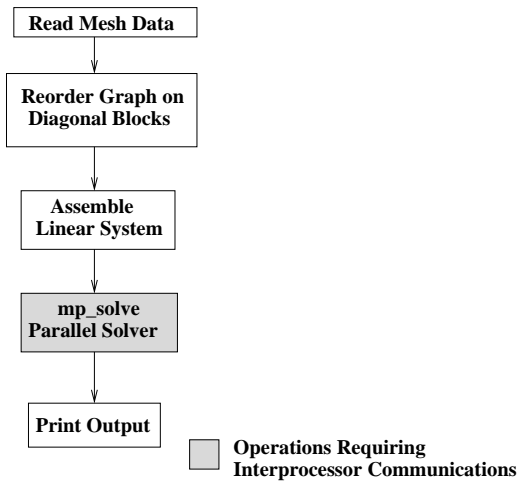 Read Mesh Data
Reorder Graph on
Diagonal Blocks
Assemble
Linear System
mp_solve
Parallel Solver
Print Output
Operations Requiring
Interprocessor Communications